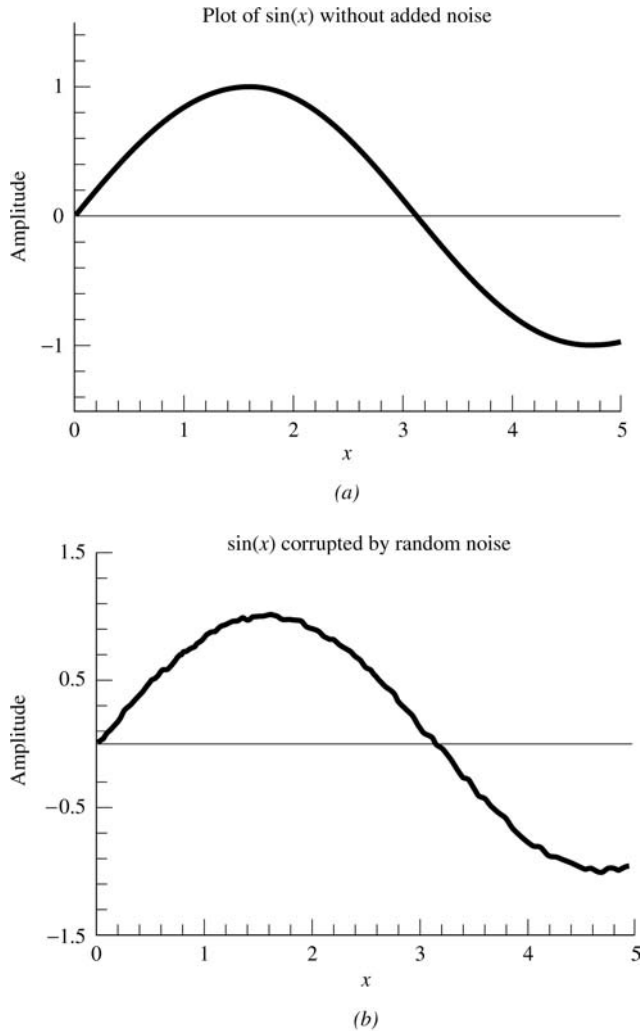 Plot of sin(x) without added noise
1
0
−1
Amplitude
0 1 2 3 4 5
x
(a)
sin(x) corrupted by random noise
1.5
0.5
−0.5
−1.5
Amplitude
0 1 2 3 4 5
x
(b)